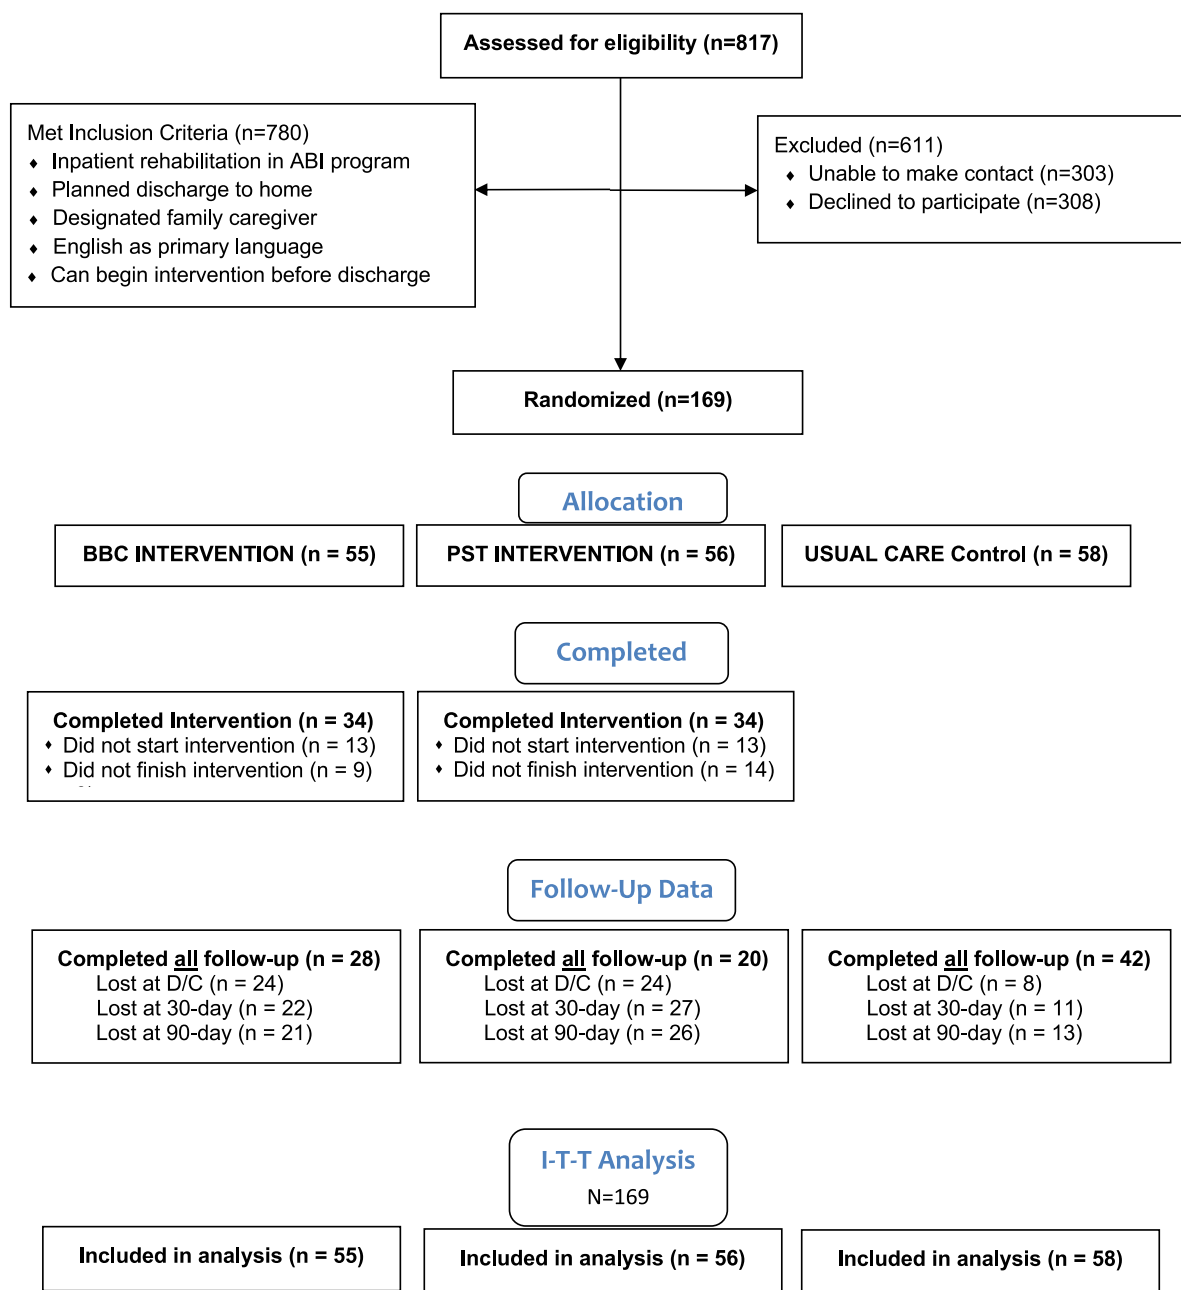 Assessed for eligibility (n=817)
Met Inclusion Criteria (n=780)
♦ Inpatient rehabilitation in ABI program
♦ Planned discharge to home
♦ Designated family caregiver
♦ English as primary language
♦ Can begin intervention before discharge
Excluded (n=611)
♦ Unable to make contact (n=303)
♦ Declined to participate (n=308)
Randomized (n=169)
Allocation
BBC INTERVENTION (n = 55)
PST INTERVENTION (n = 56)
USUAL CARE Control (n = 58)
Completed
Completed Intervention (n = 34)
♦ Did not start intervention (n = 13)
♦ Did not finish intervention (n = 9)
Completed Intervention (n = 34)
♦ Did not start intervention (n = 13)
♦ Did not finish intervention (n = 14)
Follow-Up Data
Completed all follow-up (n = 28)
Lost at D/C (n = 24)
Lost at 30-day (n = 22)
Lost at 90-day (n = 21)
Completed all follow-up (n = 20)
Lost at D/C (n = 24)
Lost at 30-day (n = 27)
Lost at 90-day (n = 26)
Completed all follow-up (n = 42)
Lost at D/C (n = 8)
Lost at 30-day (n = 11)
Lost at 90-day (n = 13)
I-T-T Analysis
N=169
Included in analysis (n = 55)
Included in analysis (n = 56)
Included in analysis (n = 58)